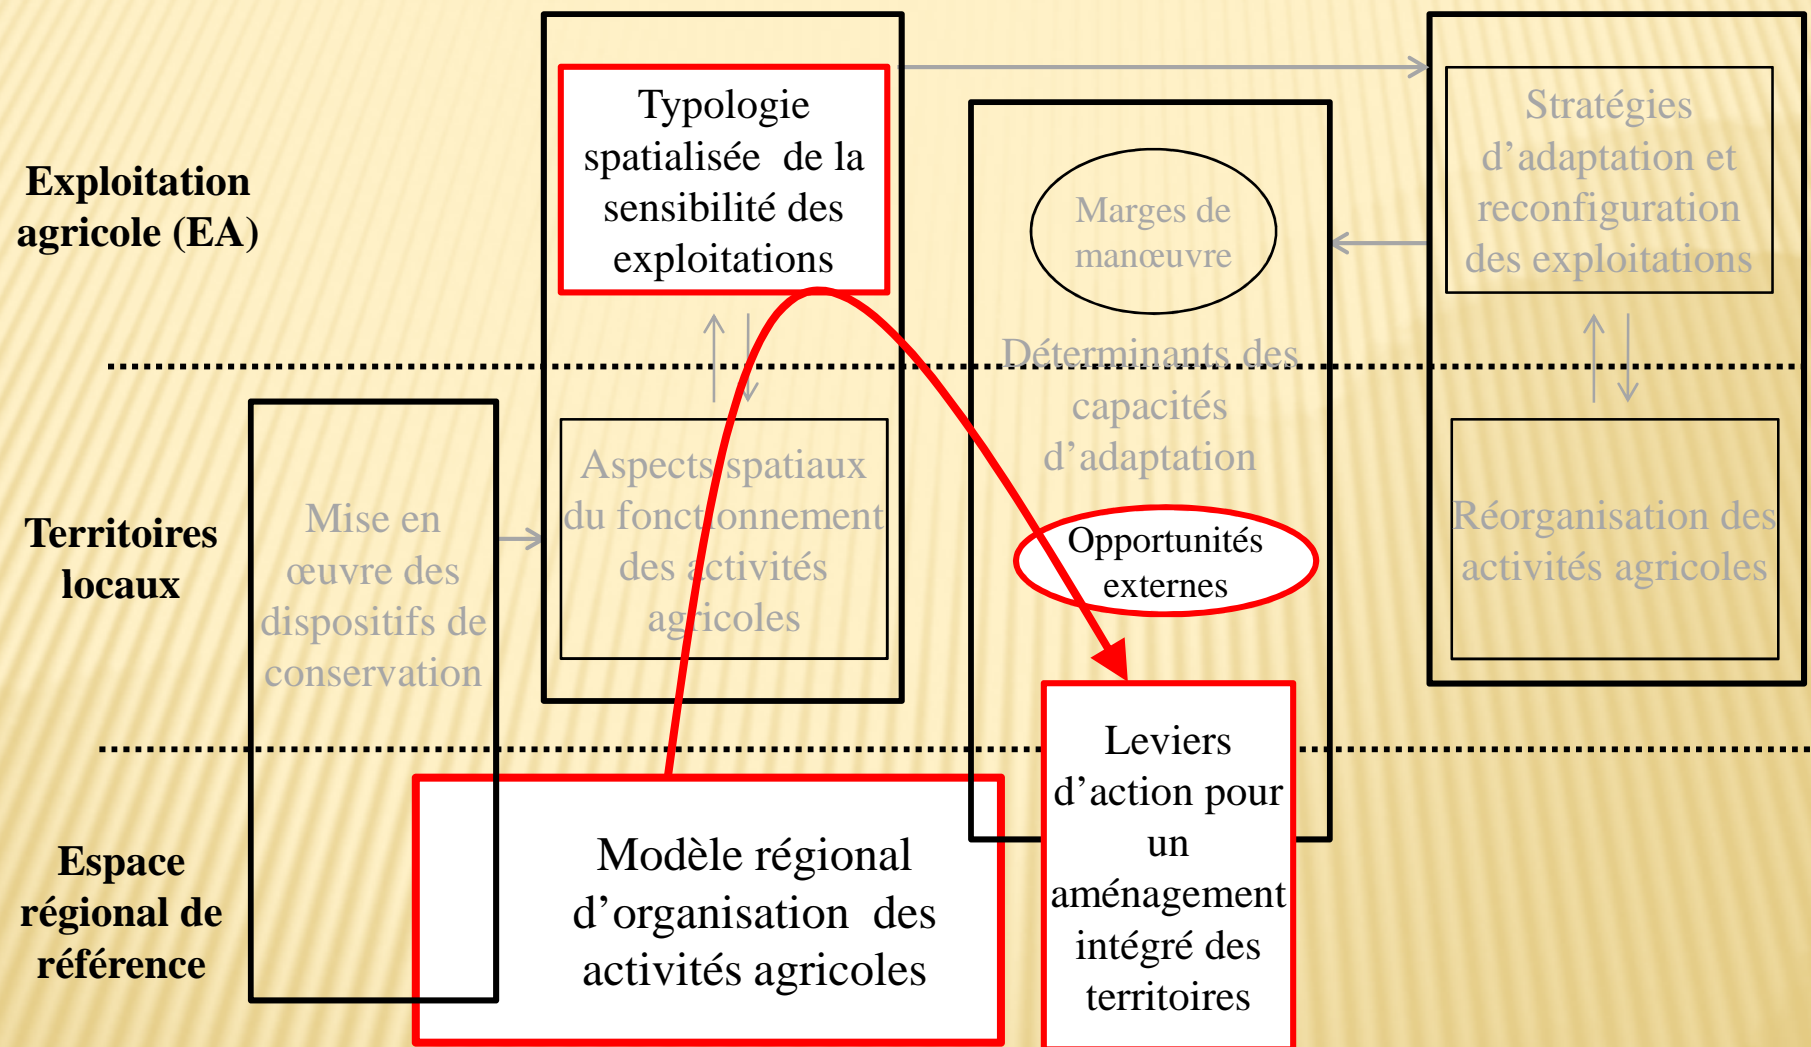 Exploitation
agricole (EA)
Typologie
spatialisée de la
sensibilité des
exploitations
Marges de
manœuvre
Stratégies
d’adaptation et
reconfiguration
des exploitations
Déterminants des
capacités
d’adaptation
Territoires
locaux
Mise en
œuvre des
dispositifs de
conservation
Aspects spatiaux
du fonctionnement
des activités
agricoles
Opportunités
externes
Réorganisation des
activités agricoles
Espace
régional de
référence
Modèle régional
d’organisation des
activités agricoles
Leviers
d’action pour
un
aménagement
intégré des
territoires